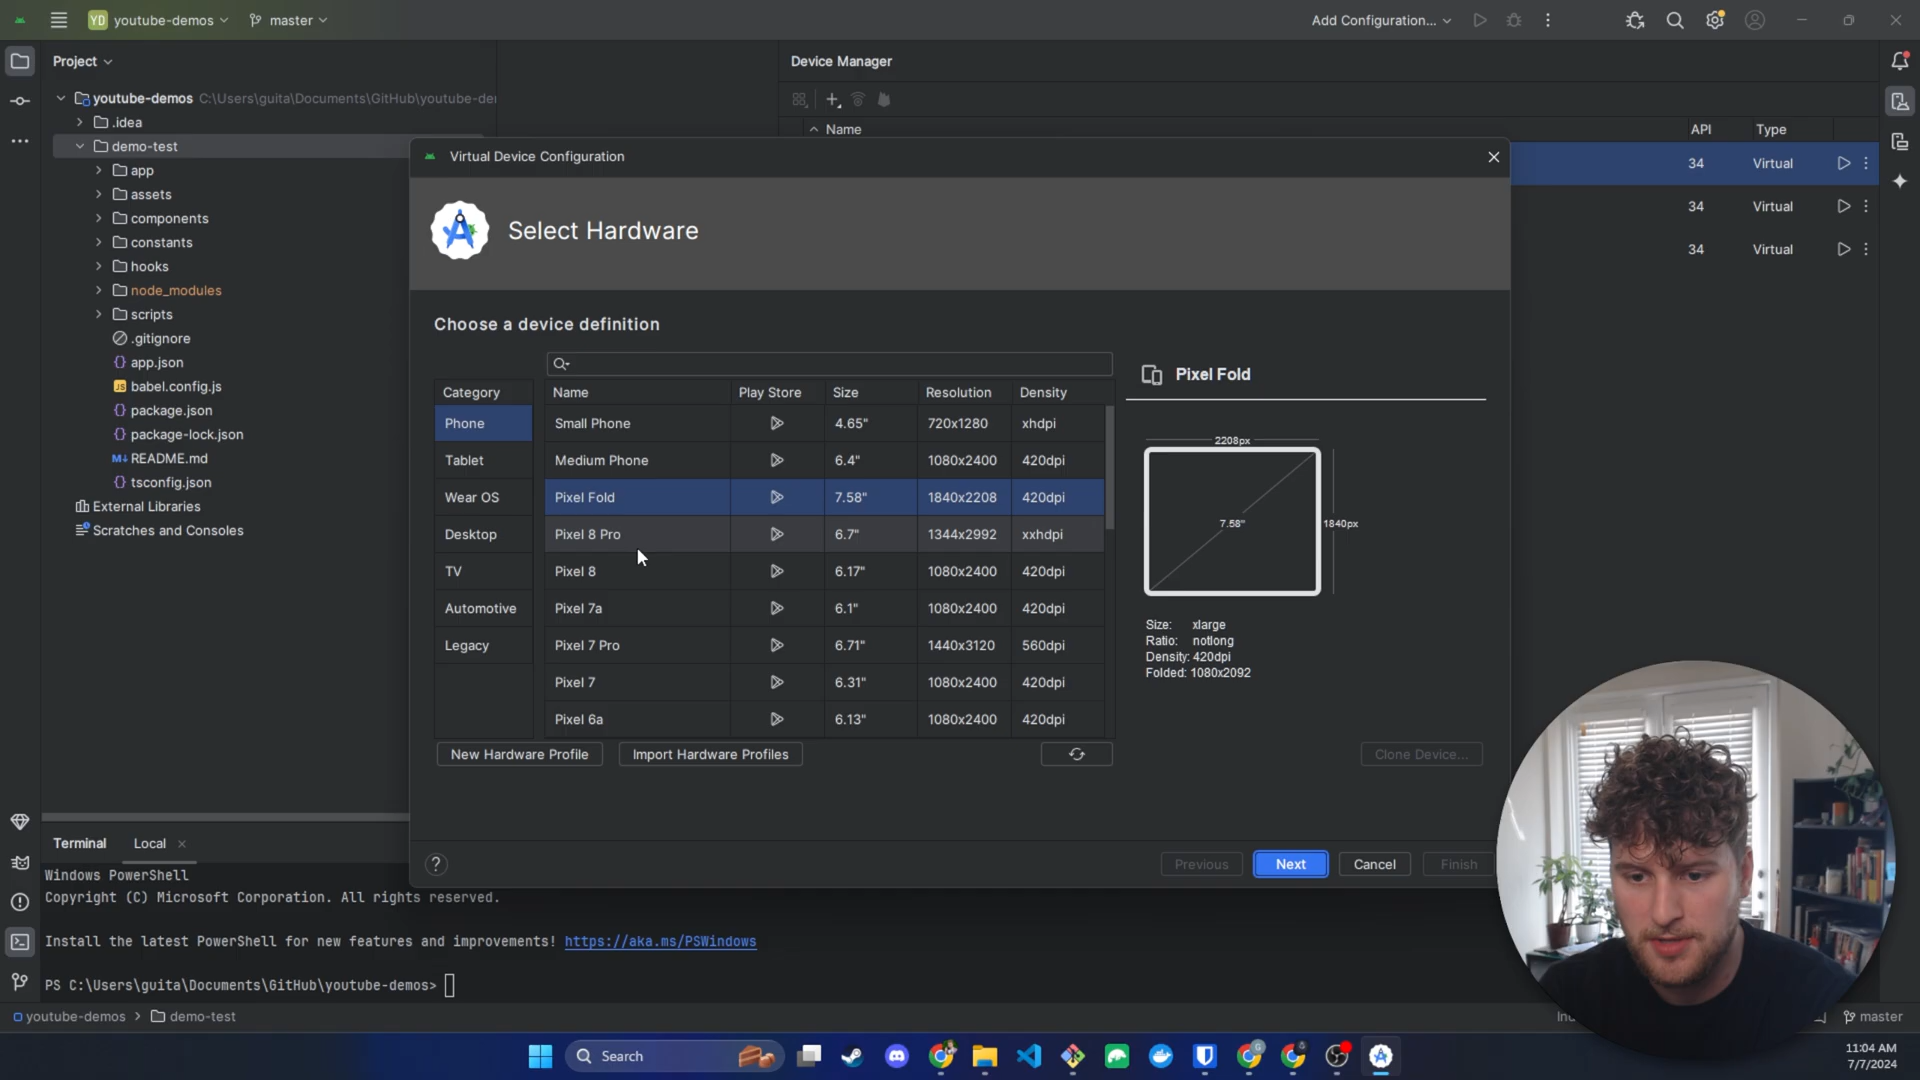 YD youtube-demos
master
Add Configuration...
Project
Device Manager
youtube-demos C:\Users\guita\Documents\GitHub\youtube-de
.idea
demo-test
app
assets
components
constants
hooks
node_modules
scripts
.gitignore
{} app.json
JS babel.config.js
{} package.json
{} package-lock.json
M↓ README.md
{} tsconfig.json
External Libraries
Scratches and Consoles
Name API Type
34 Virtual
34 Virtual
34 Virtual
Virtual Device Configuration
Select Hardware
Choose a device definition
Category
Phone
Tablet
Wear OS
Desktop
TV
Automotive
Legacy
Name Play Store Size Resolution Density
Small Phone 4.65" 720x1280 xhdpi
Medium Phone 6.4" 1080x2400 420dpi
Pixel Fold 7.58" 1840x2208 420dpi
Pixel 8 Pro 6.7" 1344x2992 xxhdpi
Pixel 8 6.17" 1080x2400 420dpi
Pixel 7a 6.1" 1080x2400 420dpi
Pixel 7 Pro 6.71" 1440x3120 560dpi
Pixel 7 6.31" 1080x2400 420dpi
Pixel 6a 6.13" 1080x2400 420dpi
Pixel Fold
2208px
7.58"
1840px
Size: xlarge
Ratio: notlong
Density: 420dpi
Folded: 1080x2092
New Hardware Profile
Import Hardware Profiles
Clone Device...
?
Previous
Next
Cancel
Finish
Terminal
Local
Windows PowerShell
Copyright (C) Microsoft Corporation. All rights reserved.
Install the latest PowerShell for new features and improvements! https://aka.ms/PSWindows
PS C:\Users\guita\Documents\GitHub\youtube-demos>
youtube-demos > demo-test
master
Search
11:04 AM
7/7/2024